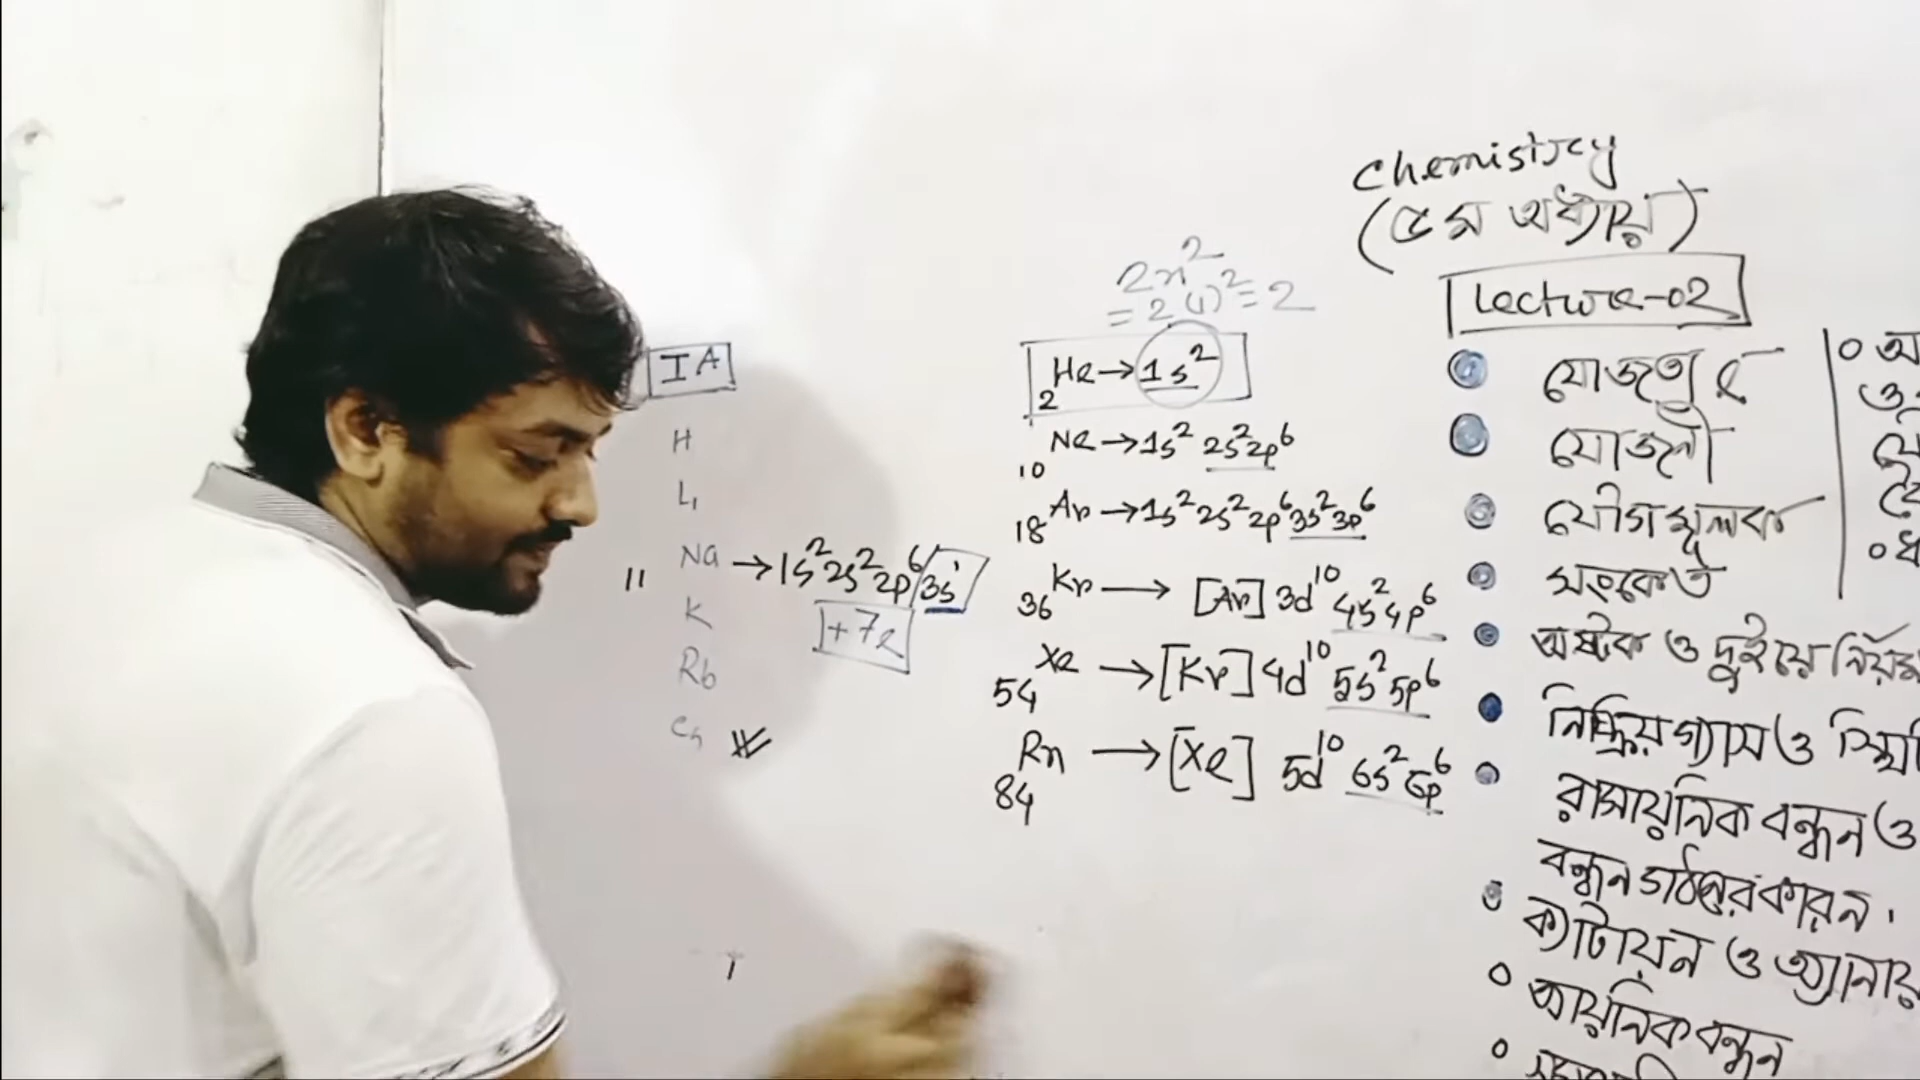 Chemistry
(৫ম অধ্যায়)
Lecture-02
যোজ্যতা ও
যোজনী
যৌগমূলক
সংকেত
অষ্টক ও দুইয়ের নিয়ম
নিষ্ক্রিয় গ্যাস ও
রাসায়নিক বন্ধন ও
বন্ধন গঠনের কারন।
ক্যাটায়ন ও অ্যানায়
আয়নিক বন্ধন
2n²
= 2(1)² = 2
₂He → 1s²
₁₀Ne → 1s² 2s² 2p⁶
₁₈Ar → 1s² 2s² 2p⁶ 3s² 3p⁶
₃₆Kr → [Ar] 3d¹⁰ 4s² 4p⁶
₅₄Xe → [Kr] 4d¹⁰ 5s² 5p⁶
₈₄Rn → [Xe] 5d¹⁰ 6s² 6p⁶
IA
H
Li
₁₁Na → 1s² 2s² 2p⁶ 3s¹
+7e
K
Rb
Cs